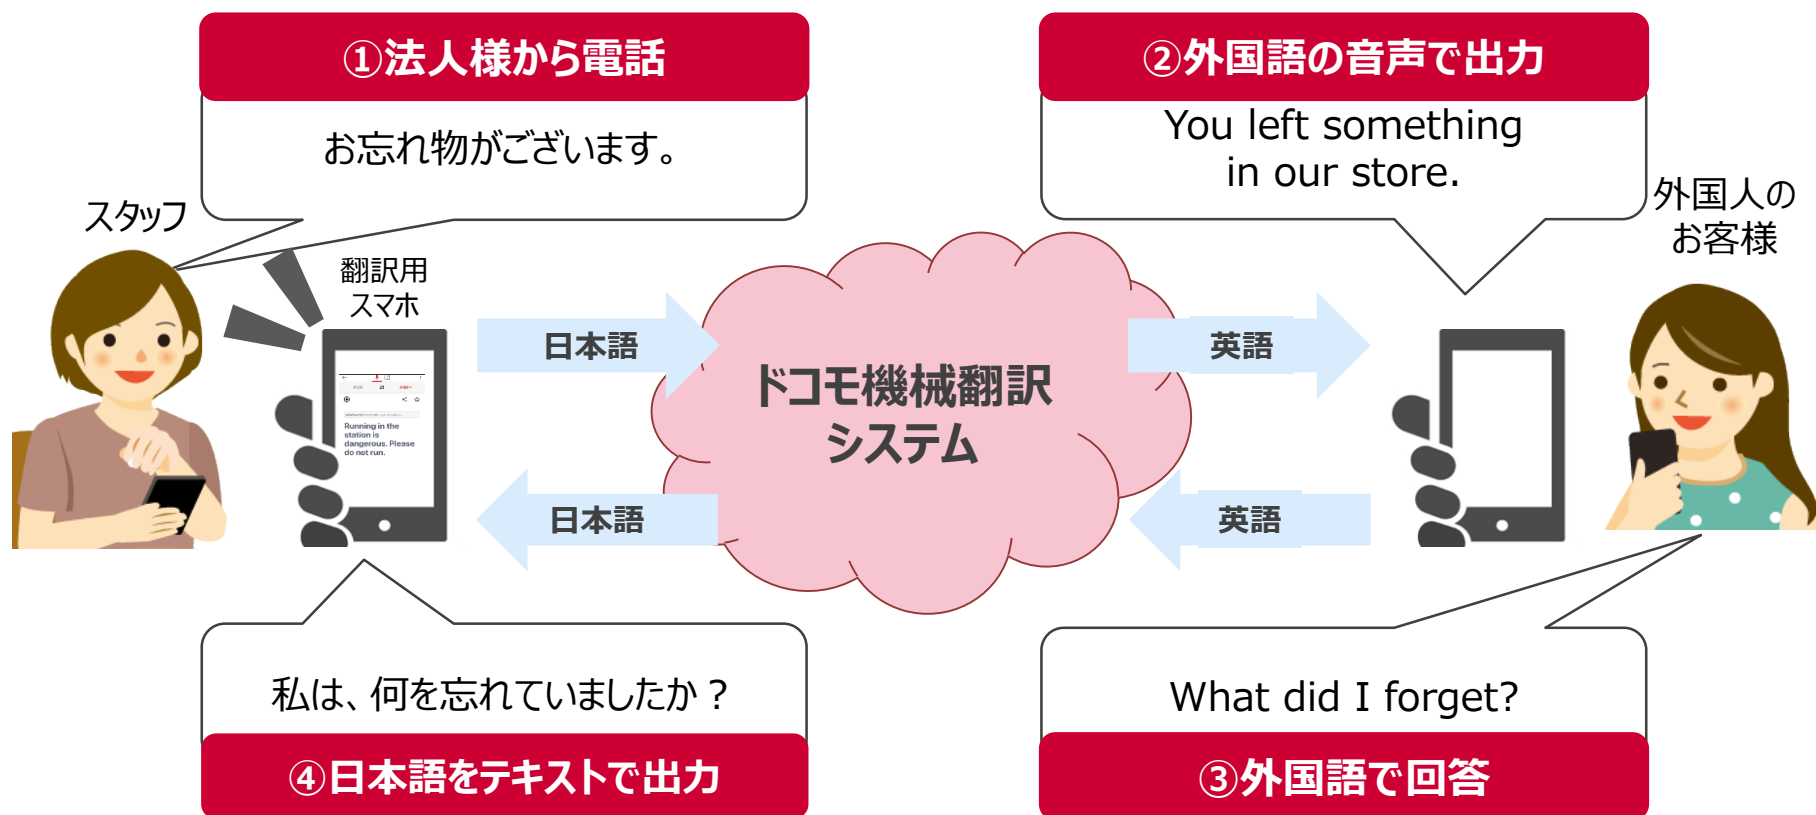 ①法人様から電話
お忘れ物がございます。
②外国語の音声で出力
You left something
in our store.
スタッフ
翻訳用
スマホ
外国人の
お客様
日本語
ドコモ機械翻訳
システム
英語
Running in the
station is
dangerous. Please
do not run.
日本語
英語
私は、何を忘れていましたか？
④日本語をテキストで出力
What did I forget?
③外国語で回答